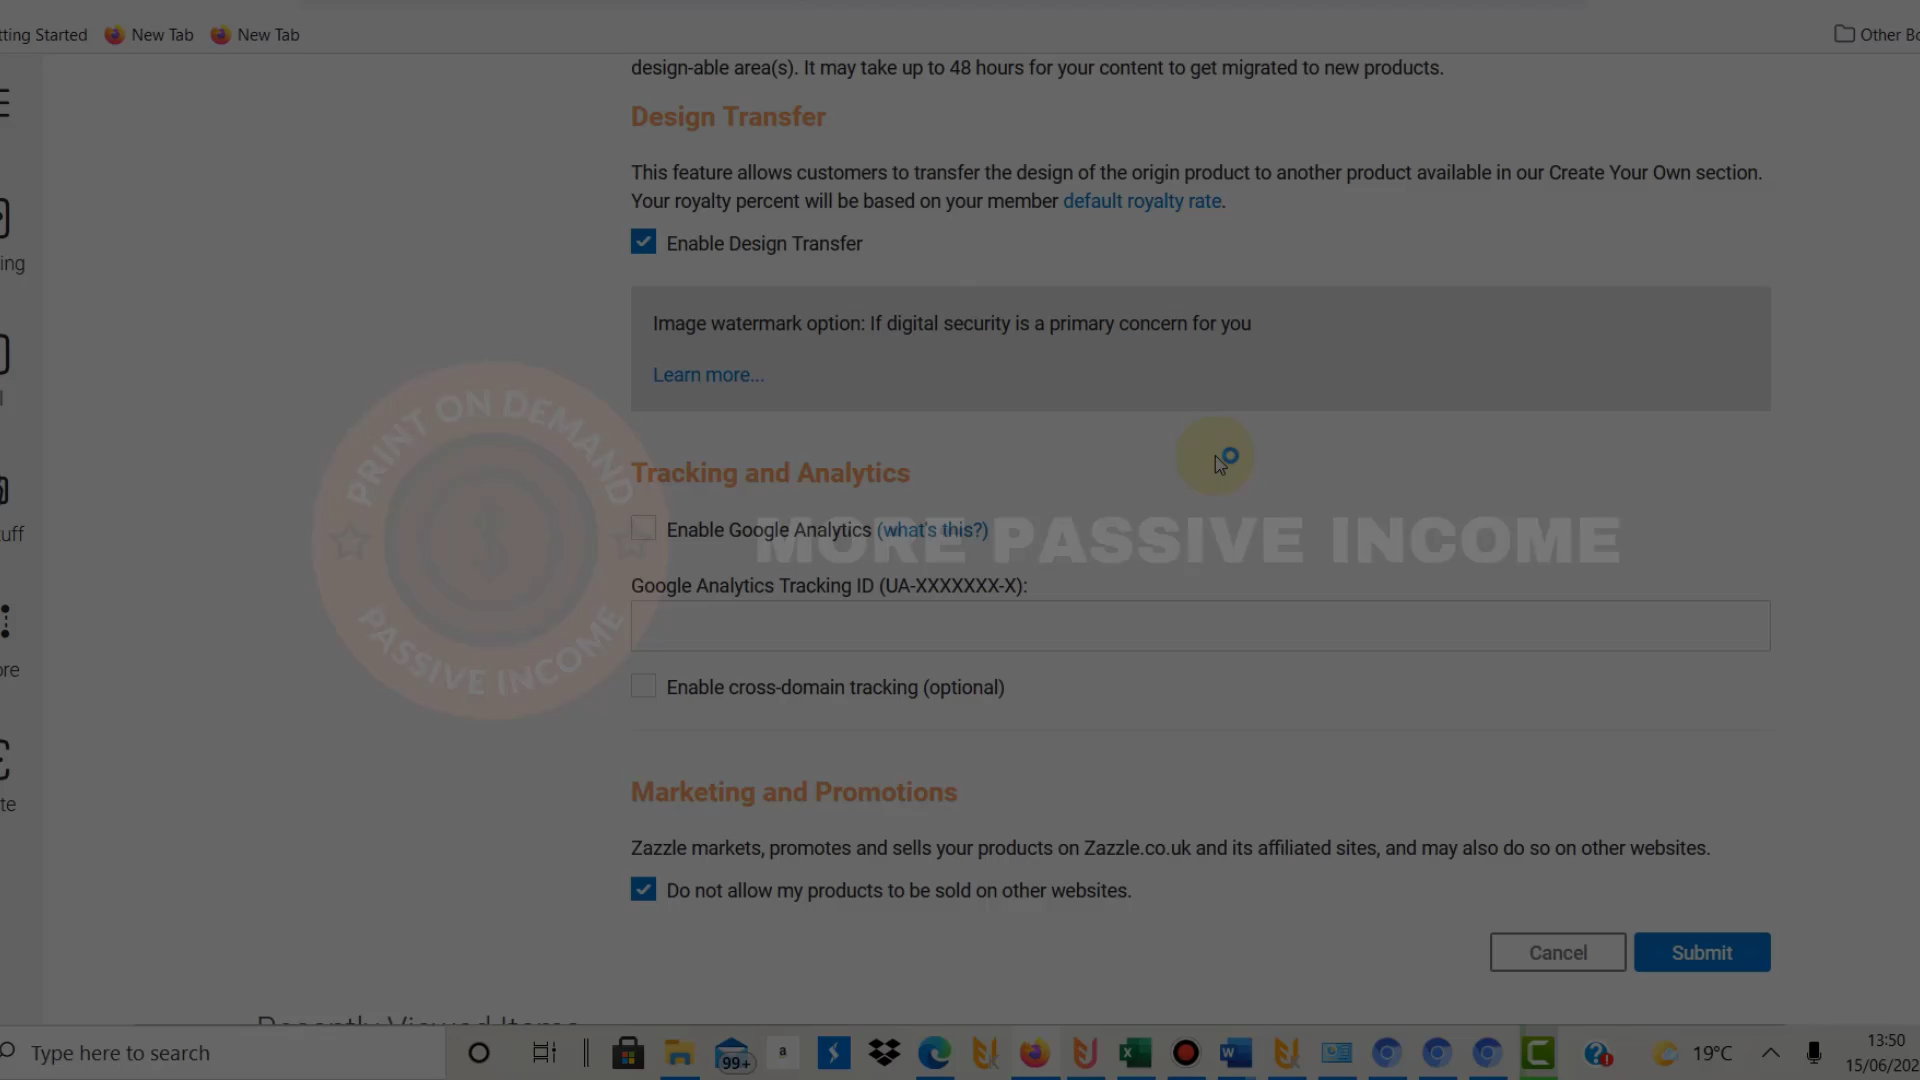 tting Started
New Tab
New Tab
Other Bo
design-able area(s). It may take up to 48 hours for your content to get migrated to new products.
Design Transfer
This feature allows customers to transfer the design of the origin product to another product available in our Create Your Own section.
Your royalty percent will be based on your member default royalty rate.
Enable Design Transfer
ing
Image watermark option: If digital security is a primary concern for you
Learn more...
PRINT ON DEMAND
PASSIVE INCOME
Tracking and Analytics
Enable Google Analytics (what's this?)
MORE PASSIVE INCOME
uff
Google Analytics Tracking ID (UA-XXXXXXX-X):
Enable cross-domain tracking (optional)
ore
Marketing and Promotions
te
Zazzle markets, promotes and sells your products on Zazzle.co.uk and its affiliated sites, and may also do so on other websites.
Do not allow my products to be sold on other websites.
Cancel
Submit
Recently Viewed Items
Type here to search
99+
19°C
13:50
15/06/202